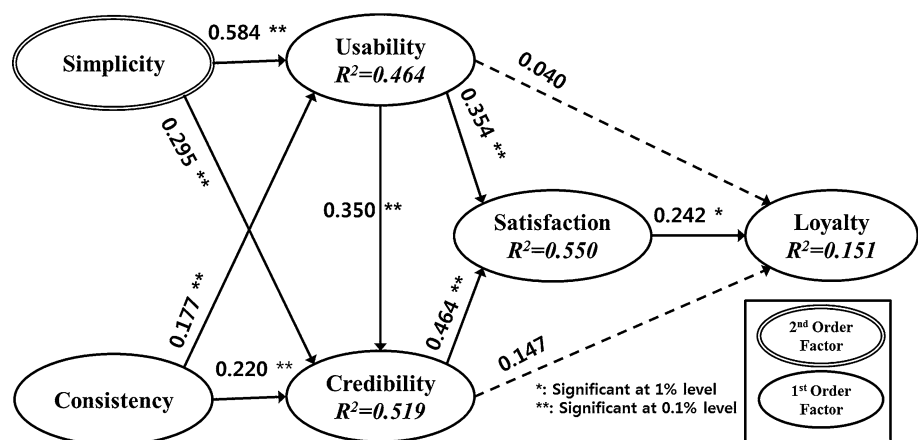 0.584 **
Simplicity
Usability
R²=0.464
0.040
0.295 **
0.354 **
0.350 **
Satisfaction
R²=0.550
0.242 *
Loyalty
R²=0.151
0.177 **
0.464 **
Consistency
0.220 **
Credibility
R²=0.519
0.147
*: Significant at 1% level
**: Significant at 0.1% level
2nd Order
Factor
1st Order
Factor